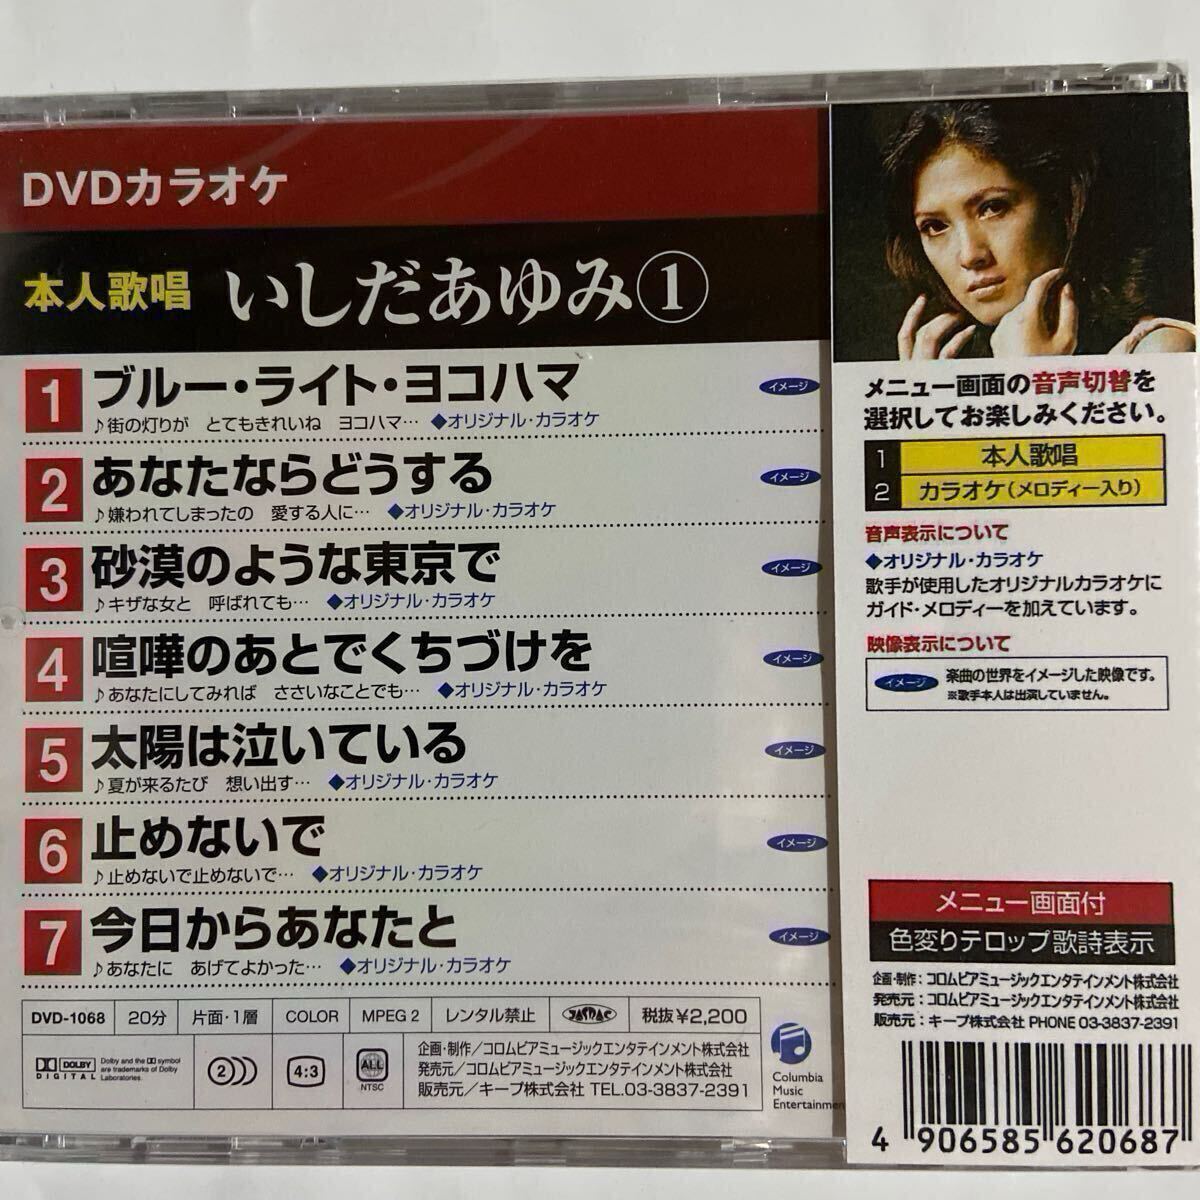 DVDカラオケ
本人歌唱 いしだあゆみ①
1 ブルー・ライト・ヨコハマ イメージ
♪街の灯りが とてもきれいね ヨコハマ… ◆オリジナル・カラオケ
2 あなたならどうする イメージ
♪嫌われてしまったの 愛する人に… ◆オリジナル・カラオケ
3 砂漠のような東京で イメージ
♪キザな女と 呼ばれても… ◆オリジナル・カラオケ
4 喧嘩のあとでくちづけを イメージ
♪あなたにしてみれば ささいなことでも… ◆オリジナル・カラオケ
5 太陽は泣いている イメージ
♪夏が来るたび 想い出す… ◆オリジナル・カラオケ
6 止めないで イメージ
♪止めないで止めないで… ◆オリジナル・カラオケ
7 今日からあなたと イメージ
♪あなたに あげてよかった… ◆オリジナル・カラオケ
DVD-1068 20分 片面・1層 COLOR MPEG 2 レンタル禁止 JASRAC 税抜¥2,200
DOLBY DIGITAL
Dolby and the DD symbol
are trademarks of Dolby
Laboratories.
2
4:3
ALL
NTSC
企画・制作/コロムビアミュージックエンタテインメント株式会社
発売元/コロムビアミュージックエンタテインメント株式会社
販売元/キープ株式会社 TEL.03-3837-2391
Columbia
Music
Entertainmen
メニュー画面の音声切替を
選択してお楽しみください。
1 本人歌唱
2 カラオケ(メロディー入り)
音声表示について
◆オリジナル・カラオケ
歌手が使用したオリジナルカラオケに
ガイド・メロディーを加えています。
映像表示について
イメージ 楽曲の世界をイメージした映像です。
※歌手本人は出演していません。
メニュー画面付
色変りテロップ歌詩表示
企画・制作:コロムビアミュージックエンタテインメント株式会社
発売元:コロムビアミュージックエンタテインメント株式会社
販売元:キープ株式会社 PHONE 03-3837-2391
4 906585 620687